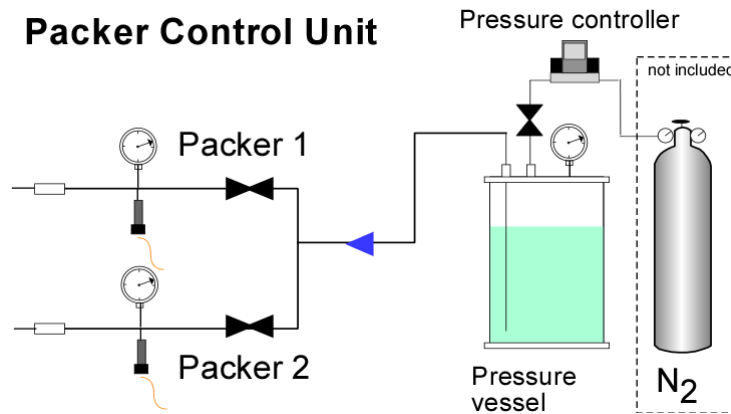 Packer Control Unit
Pressure controller
not included
Packer 1
Packer 2
Pressure
vessel
N2